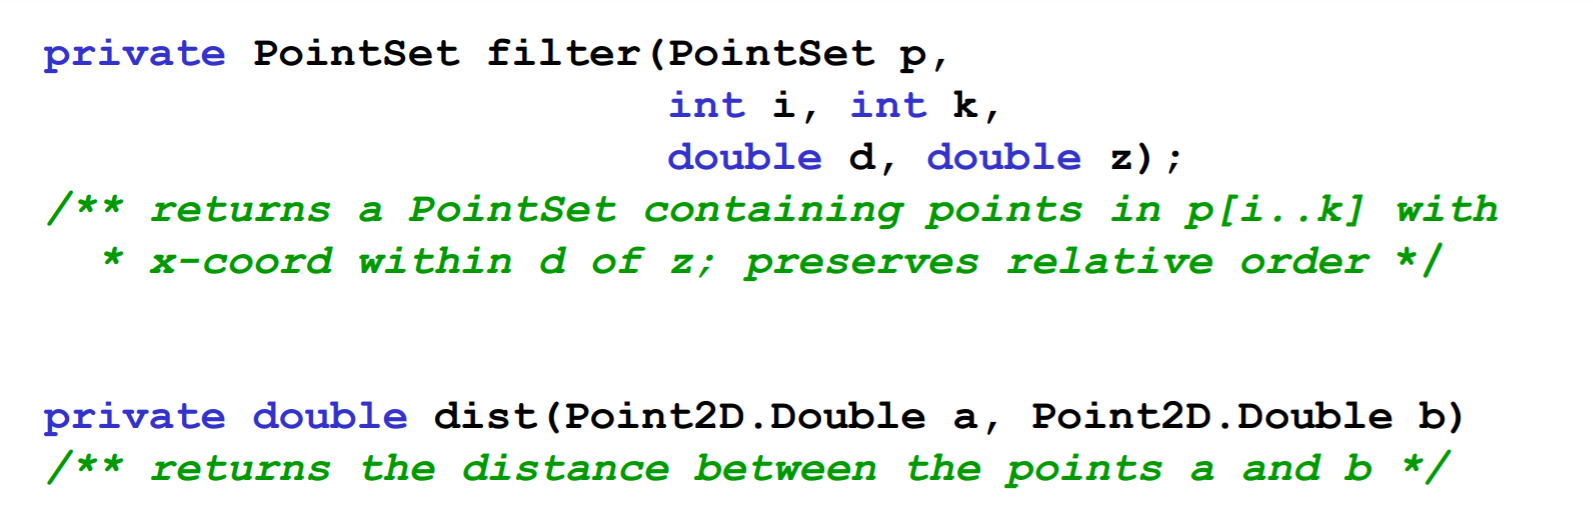 private PointSet filter(PointSet p,
int i, int k,
double d, double z);
/** returns a PointSet containing points in p[i..k] with
* x-coord within d of z; preserves relative order */
private double dist(Point2D.Double a, Point2D.Double b)
/** returns the distance between the points a and b */